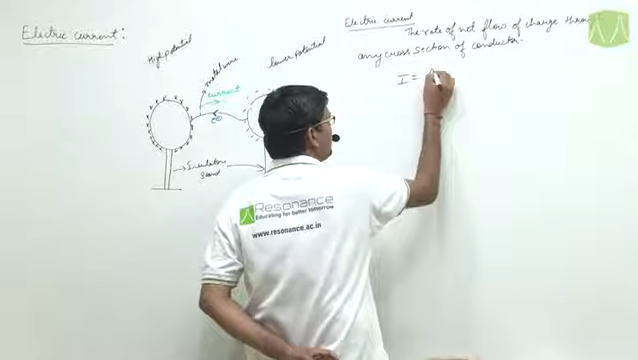 Electric current:
High potential
metal wire
current
lower potential
Insulation
stand
Electric current
The rate of net flow of charge through
any cross section of conductor.
I =
Resonance
Educating for better tomorrow
www.resonance.ac.in